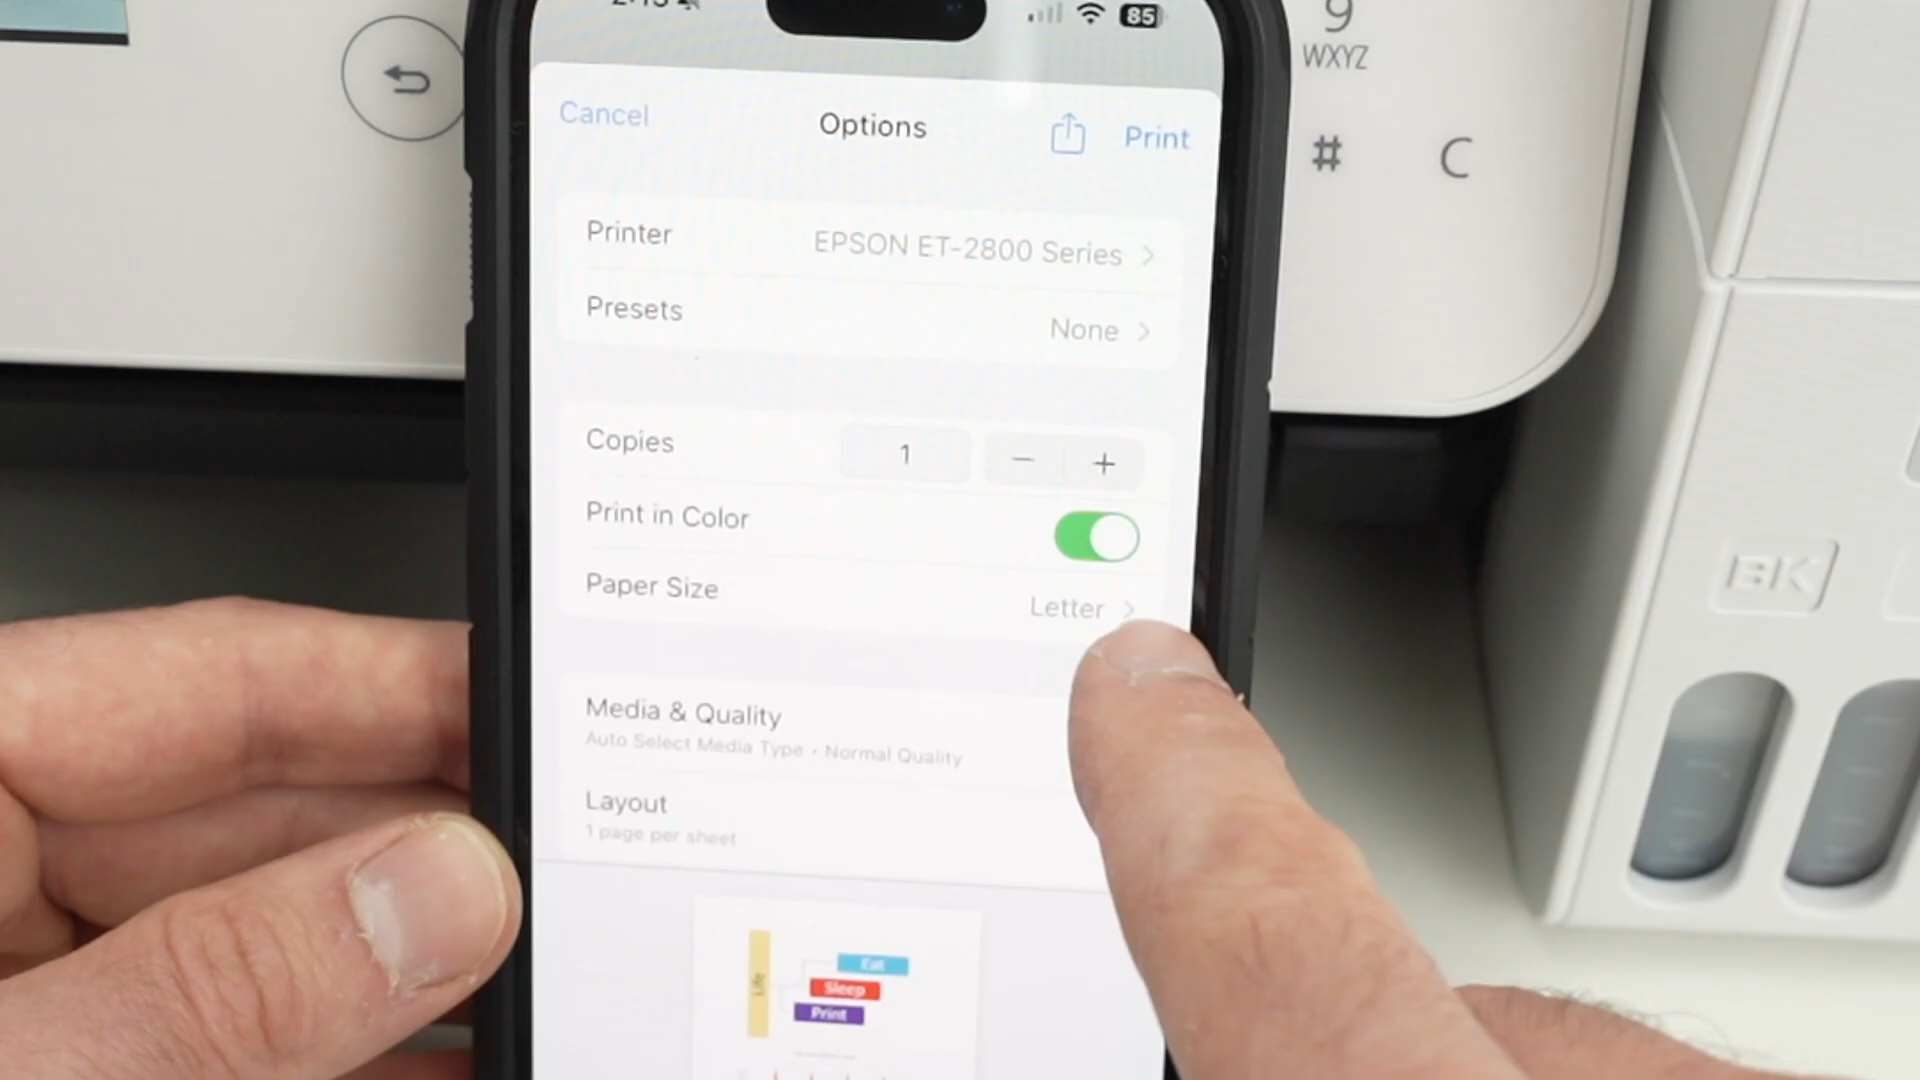 85
9
WXYZ
Cancel
Options
Print
# C
Printer
EPSON ET-2800 Series
Presets
None
Copies
1
− +
Print in Color
Paper Size
Letter
BK
Media & Quality
Auto Select Media Type • Normal Quality
Layout
1 page per sheet
Life
Eat
Sleep
Print